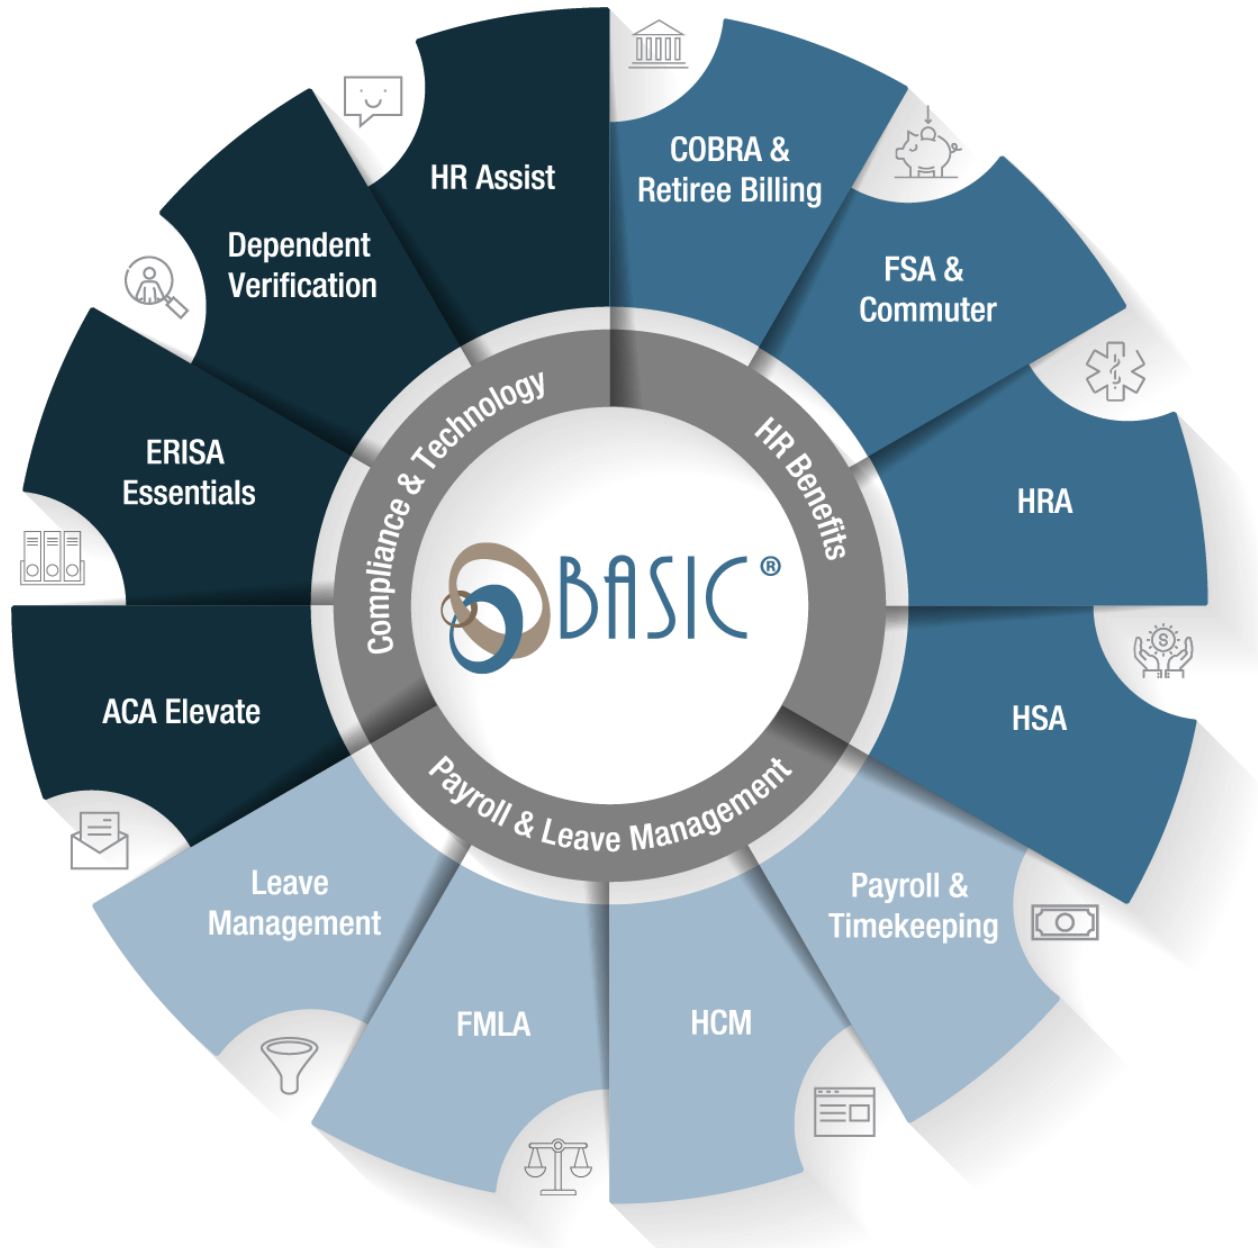 HR Assist
COBRA &
Retiree Billing
Dependent
Verification
FSA &
Commuter
ERISA
Essentials
HRA
ACA Elevate
HSA
Leave
Management
Payroll &
Timekeeping
FMLA
HCM
Compliance & Technology
HR Benefits
Payroll & Leave Management
BASIC®
S